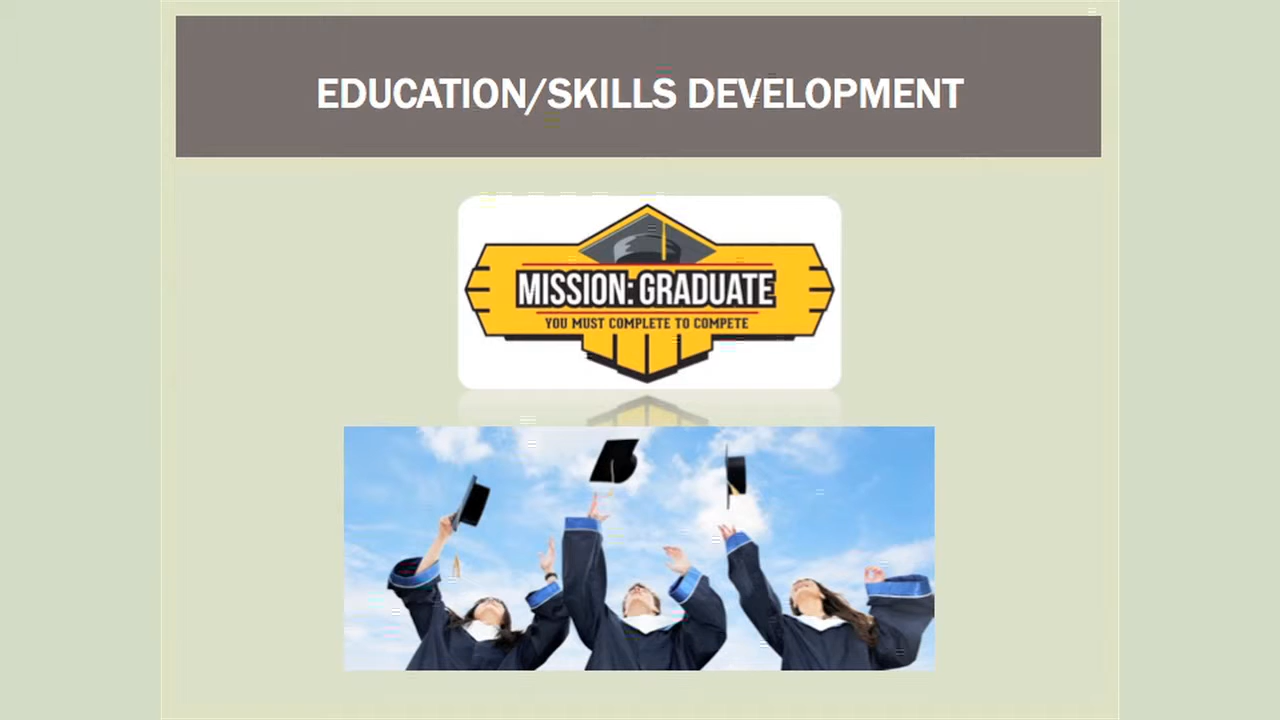 EDUCATION/SKILLS DEVELOPMENT
MISSION: GRADUATE
YOU MUST COMPLETE TO COMPETE